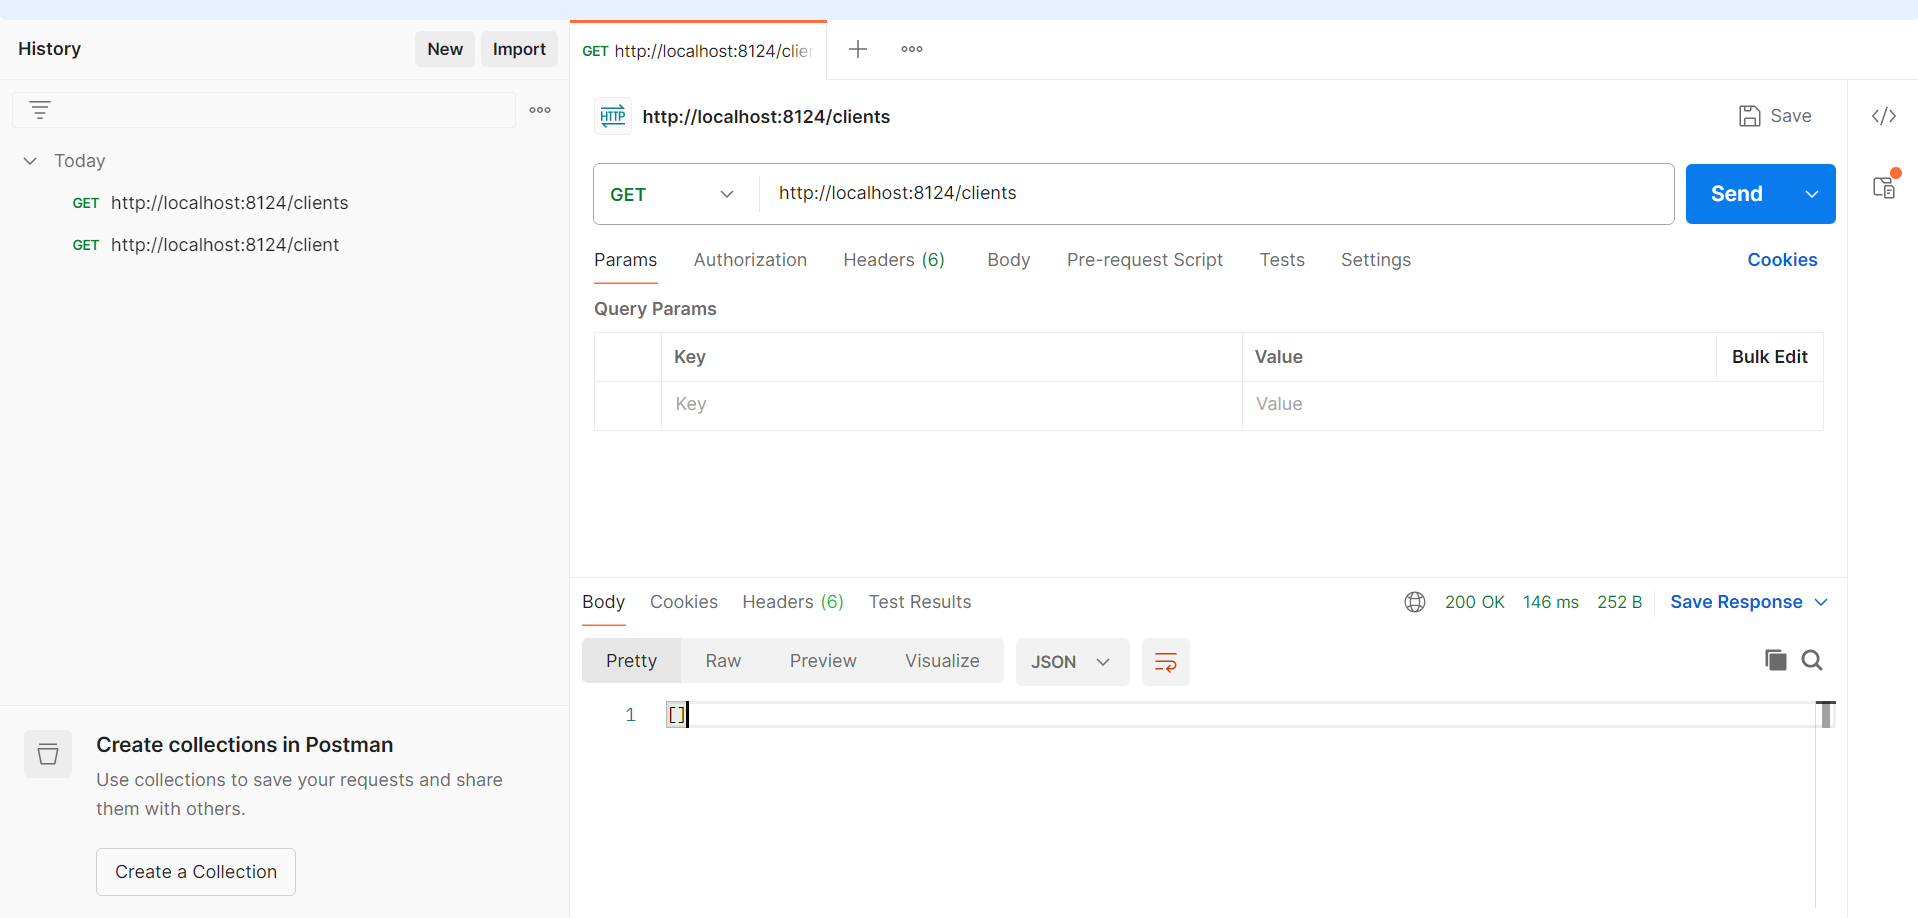 History
New
Import
GET http://localhost:8124/clie
Today
GET http://localhost:8124/clients
GET http://localhost:8124/client
Create collections in Postman
Use collections to save your requests and share
them with others.
Create a Collection
HTTP http://localhost:8124/clients
Save
GET
http://localhost:8124/clients
Send
Params Authorization Headers (6) Body Pre-request Script Tests Settings Cookies
Query Params
Key Value Bulk Edit
Key Value
Body Cookies Headers (6) Test Results 200 OK 146 ms 252 B Save Response
Pretty Raw Preview Visualize JSON
1 []